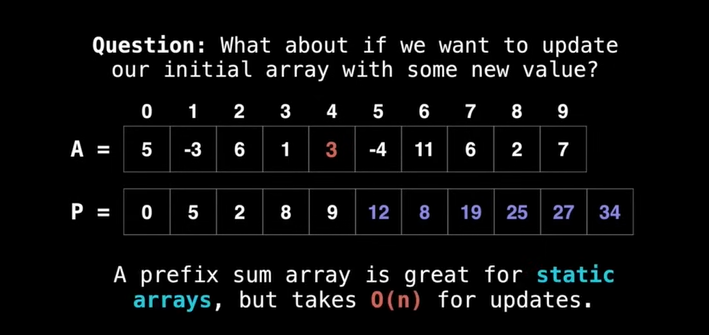 Question: What about if we want to update
our initial array with some new value?
0 1 2 3 4 5 6 7 8 9
A = 5 -3 6 1 3 -4 11 6 2 7
P = 0 5 2 8 9 12 8 19 25 27 34
A prefix sum array is great for static
arrays, but takes O(n) for updates.